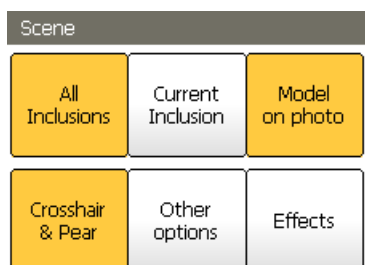 Scene
All
Inclusions
Current
Inclusion
Model
on photo
Crosshair
& Pear
Other
options
Effects